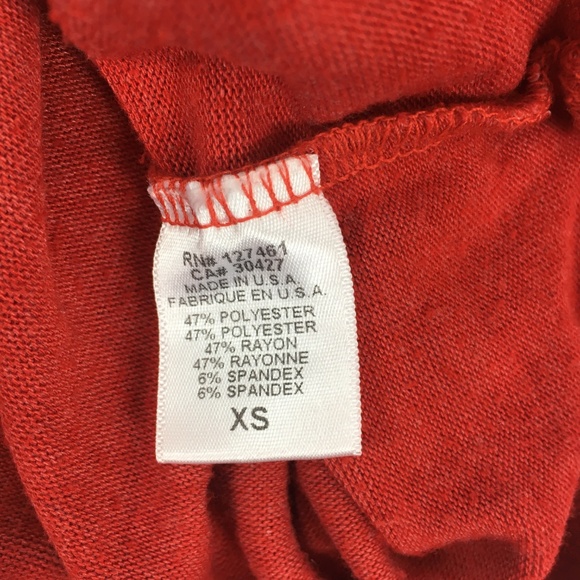 RN# 127461
CA# 30427
MADE IN U.S.A.
FABRIQUE EN U.S.A.
47% POLYESTER
47% POLYESTER
47% RAYON
47% RAYONNE
6% SPANDEX
6% SPANDEX
XS